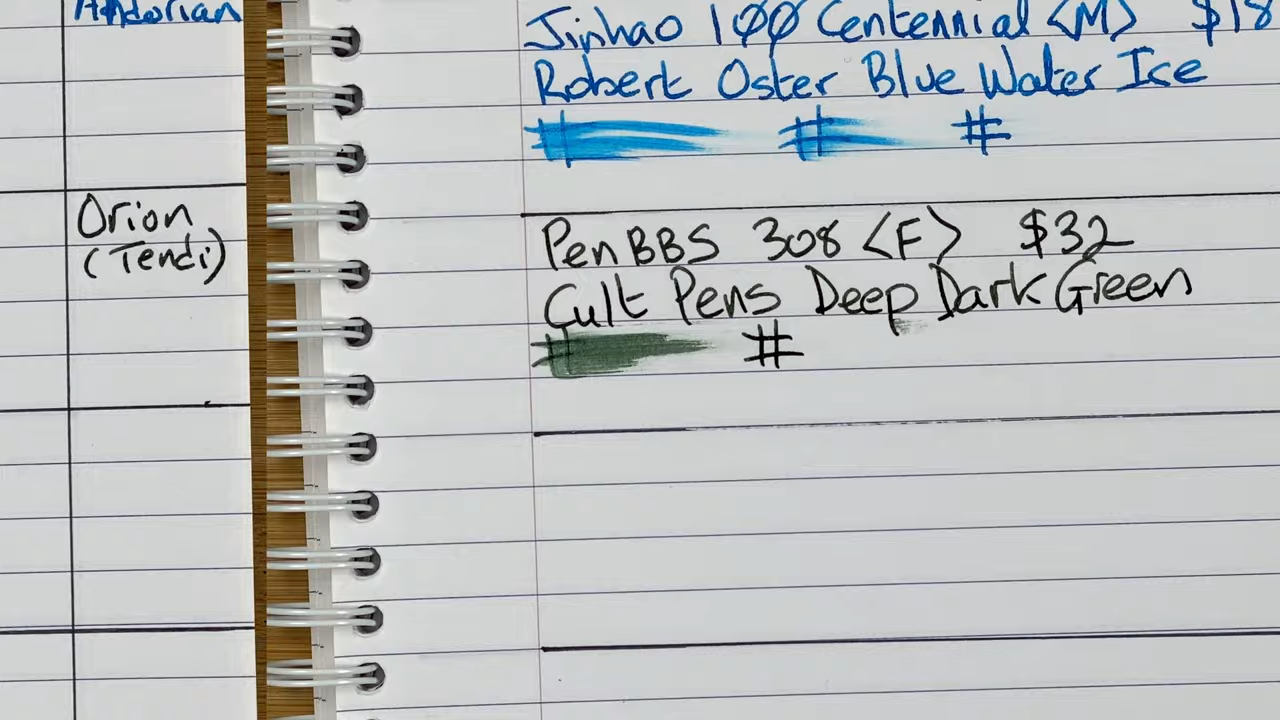 Andorian
Orion
(Tendi)
Jinhao 100 Centennial <M> $18
Robert Oster Blue Water Ice
# # #
PenBBS 308 <F> $32
Cult Pens Deep Dark Green
# #